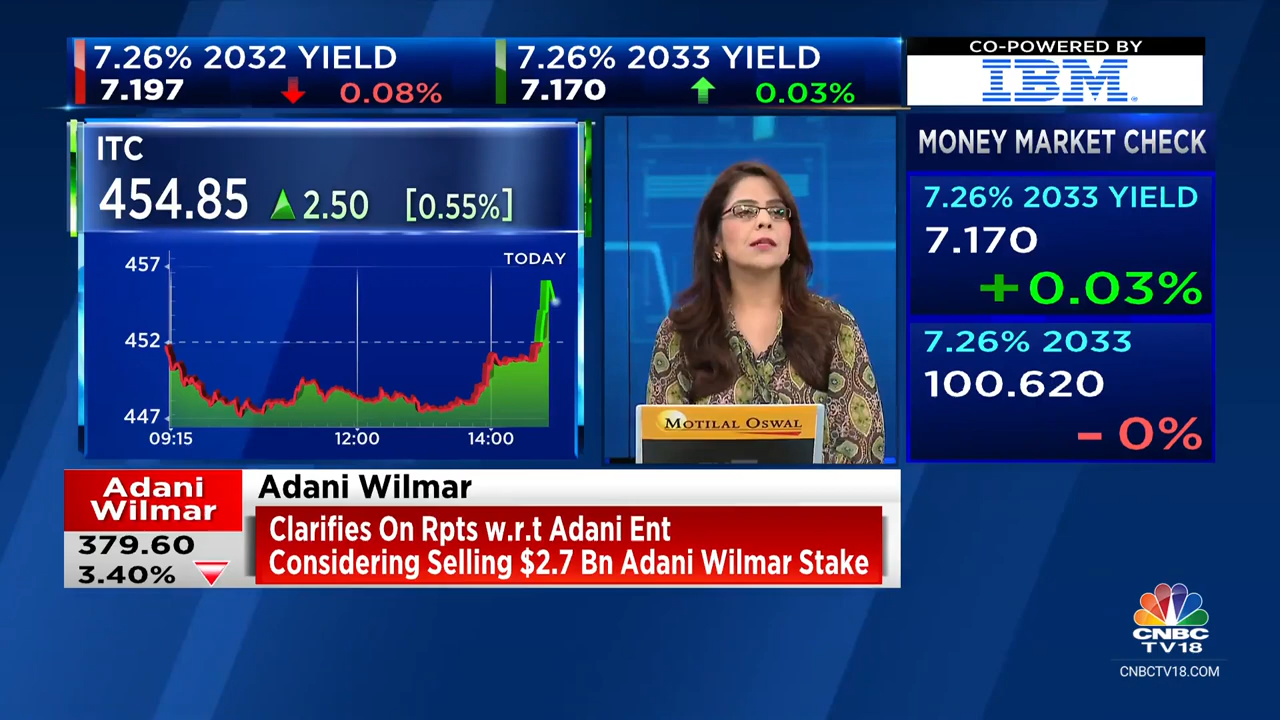 7.26% 2032 YIELD
7.197 0.08%
7.26% 2033 YIELD
7.170 0.03%
CO-POWERED BY
IBM
ITC
454.85 2.50 [0.55%]
TODAY
457
452
447
09:15 12:00 14:00
MOTILAL OSWAL
MONEY MARKET CHECK
7.26% 2033 YIELD
7.170
+0.03%
7.26% 2033
100.620
- 0%
Adani
Wilmar
379.60
3.40%
Adani Wilmar
Clarifies On Rpts w.r.t Adani Ent
Considering Selling $2.7 Bn Adani Wilmar Stake
CNBC
TV18
CNBCTV18.COM